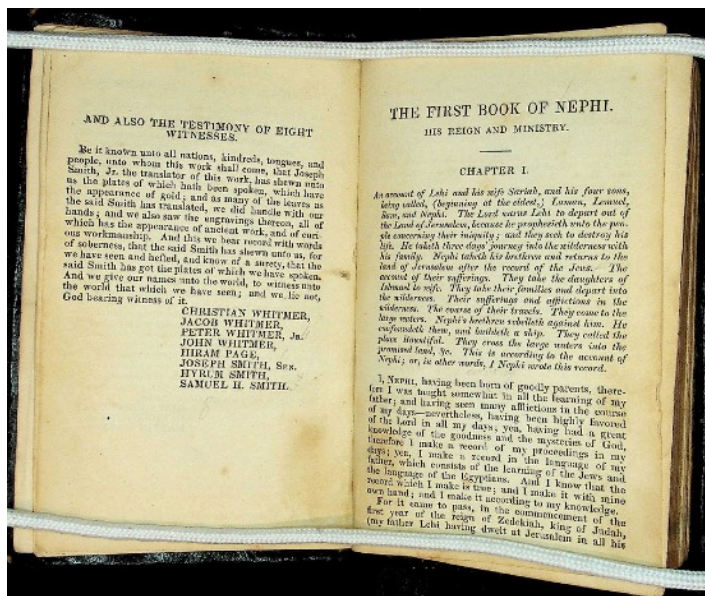 AND ALSO THE TESTIMONY OF EIGHT
WITNESSES.
Be it known unto all nations, kindreds, tongues, and
people, unto whom this work shall come, that Joseph
Smith, Jr. the translator of this work, has shewn unto
us the plates of which hath been spoken, which have
the appearance of gold; and as many of the leaves as
the said Smith has translated, we did handle with our
hands; and we also saw the engravings thereon, all of
which has the appearance of ancient work, and of curi-
ous workmanship. And this we bear record with words
of soberness, that the said Smith has shewn unto us, for
we have seen and hefted, and know of a surety, that the
said Smith has got the plates of which we have spoken.
And we give our names unto the world, to witness unto
the world that which we have seen; and we lie not,
God bearing witness of it.
CHRISTIAN WHITMER,
JACOB WHITMER,
PETER WHITMER, Jr.
JOHN WHITMER,
HIRAM PAGE,
JOSEPH SMITH, Sen.
HYRUM SMITH,
SAMUEL H. SMITH.
THE FIRST BOOK OF NEPHI.
HIS REIGN AND MINISTRY.
CHAPTER I.
An account of Lehi and his wife Sariah, and his four sons,
being called, (beginning at the eldest,) Laman, Lemuel,
Sam, and Nephi. The Lord warns Lehi to depart out of
the Land of Jerusalem, because he prophesieth unto the peo-
ple concerning their iniquity; and they seek to destroy his
life. He taketh three days' journey into the wilderness with
his family. Nephi taketh his brethren and returns to the
land of Jerusalem after the record of the Jews. The
account of their sufferings. They take the daughters of
Ishmael to wife. They take their families and depart into
the wilderness. Their sufferings and afflictions in the
wilderness. The course of their travels. They come to the
large waters. Nephi's brethren rebelleth against him. He
confoundeth them, and buildeth a ship. They called the
place Bountiful. They cross the large waters into the
promised land, &c. This is according to the account of
Nephi; or, in other words, I Nephi wrote this record.
I, Nephi, having been born of goodly parents, there-
fore I was taught somewhat in all the learning of my
father; and having seen many afflictions in the course
of my days—nevertheless, having been highly favored
of the Lord in all my days; yea, having had a great
knowledge of the goodness and the mysteries of God,
therefore I make a record of my proceedings in my
days; yea, I make a record in the language of my
father, which consists of the learning of the Jews and
the language of the Egyptians. And I know that the
record which I make is true; and I make it with mine
own hand; and I make it according to my knowledge.
For it came to pass, in the commencement of the
first year of the reign of Zedekiah, king of Judah,
(my father Lehi having dwelt at Jerusalem in all his